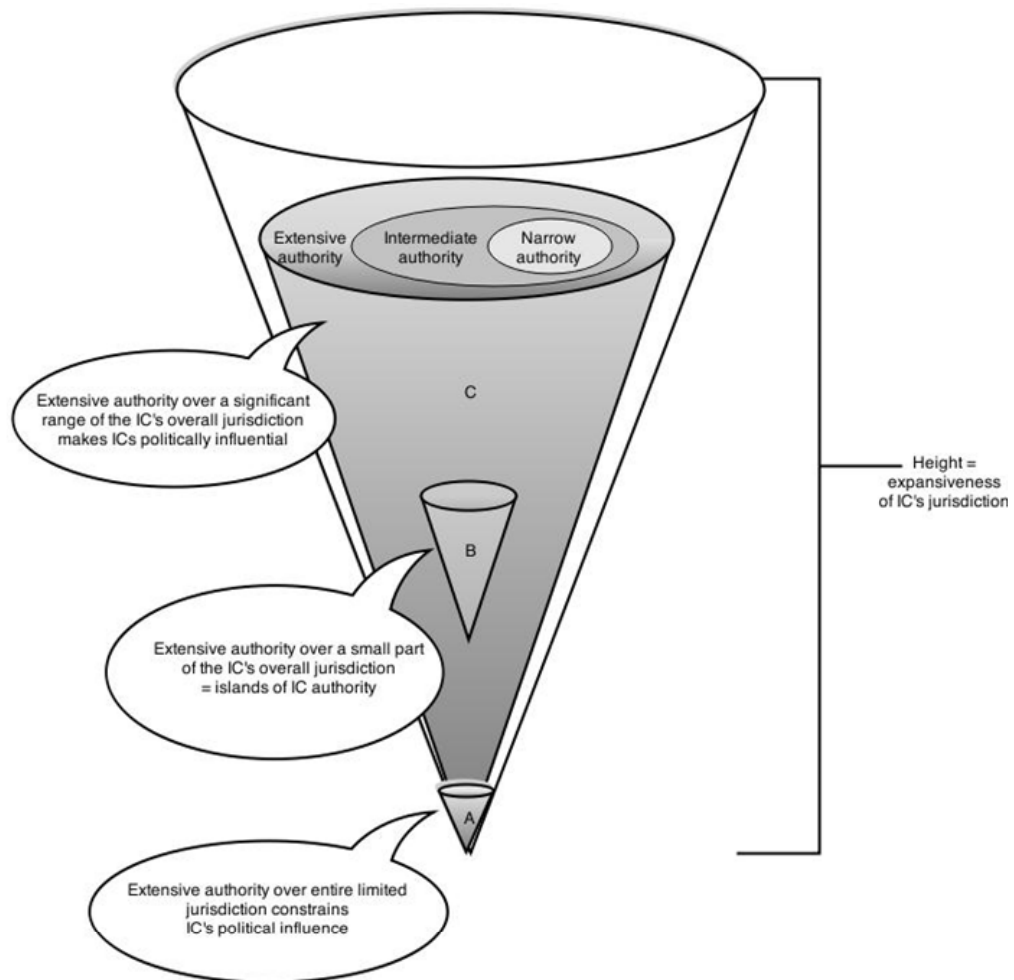 Extensive
authority
Intermediate
authority
Narrow
authority
C
Extensive authority over a significant
range of the IC's overall jurisdiction
makes ICs politically influential
Height =
expansiveness
of IC's jurisdiction
B
Extensive authority over a small part
of the IC's overall jurisdiction
= islands of IC authority
A
Extensive authority over entire limited
jurisdiction constrains
IC's political influence